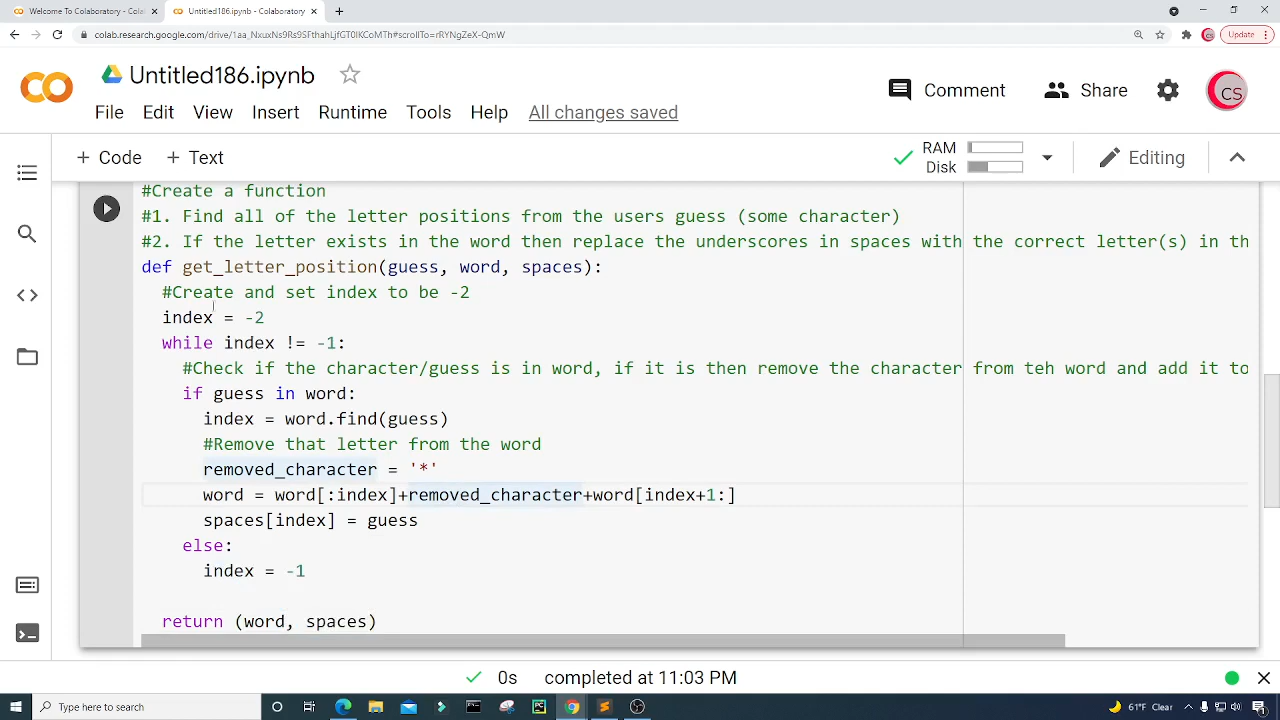 Welcome To Colaboratory - Colab
Untitled186.ipynb - Colaboratory
colab.research.google.com/drive/1aa_NxuxNs9Rs9SFthahLjfGT0IKCoMTh#scrollTo=rRYNgZeX-QmW
Update
Untitled186.ipynb
File Edit View Insert Runtime Tools Help All changes saved
Comment Share CS
+ Code + Text
RAM
Disk
Editing
#Create a function
#1. Find all of the letter positions from the users guess (some character)
#2. If the letter exists in the word then replace the underscores in spaces with the correct letter(s) in th
def get_letter_position(guess, word, spaces):
#Create and set index to be -2
index = -2
while index != -1:
#Check if the character/guess is in word, if it is then remove the character from teh word and add it to
if guess in word:
index = word.find(guess)
#Remove that letter from the word
removed_character = '*'
word = word[:index]+removed_character+word[index+1:]
spaces[index] = guess
else:
index = -1
return (word, spaces)
0s completed at 11:03 PM
Type here to search
61°F Clear
11:03 PM